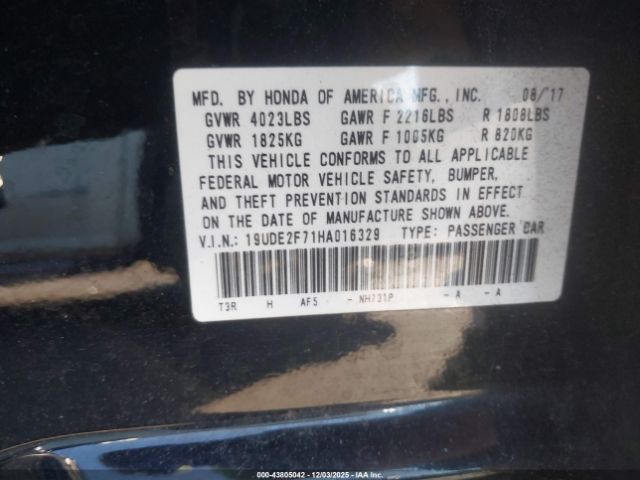 MFD. BY HONDA OF AMERICA MFG., INC. 08/17
GVWR 4023LBS GAWR F 2216LBS R 1808LBS
GVWR 1825KG GAWR F 1005KG R 820KG
THIS VEHICLE CONFORMS TO ALL APPLICABLE
FEDERAL MOTOR VEHICLE SAFETY, BUMPER,
AND THEFT PREVENTION STANDARDS IN EFFECT
ON THE DATE OF MANUFACTURE SHOWN ABOVE.
V.I.N.: 19UDE2F71HA016329 TYPE: PASSENGER CAR
T3R H AF5 - NH731P - A - A
00-43805042 - 12/03/2025 - IAA Inc.